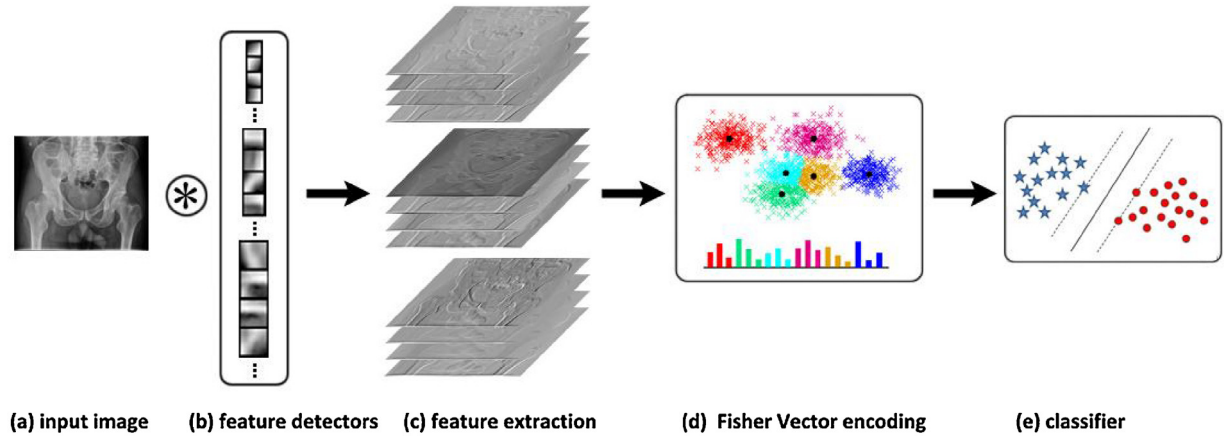 (a) input image (b) feature detectors (c) feature extraction (d) Fisher Vector encoding (e) classifier